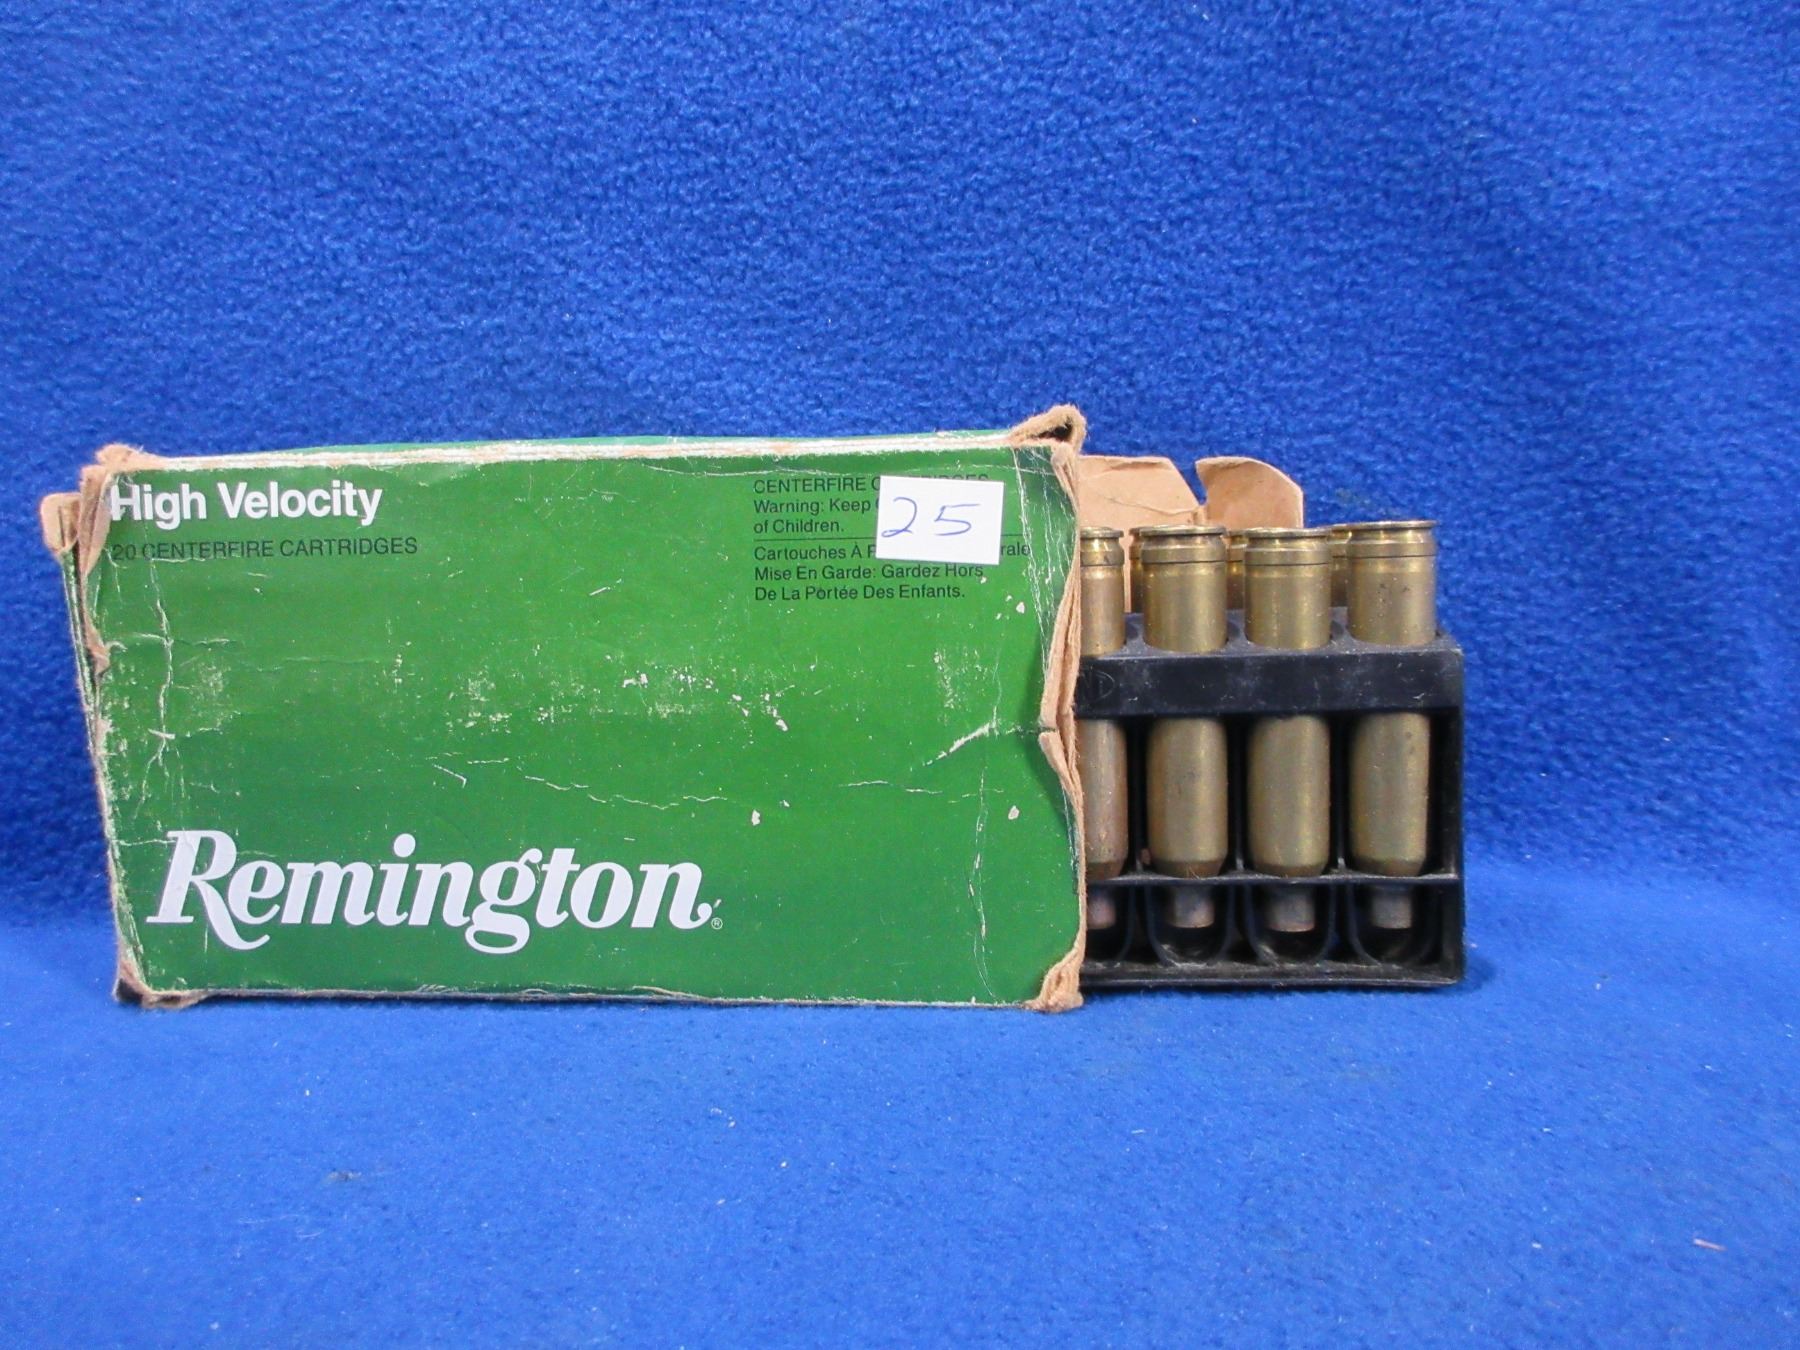 High Velocity
20 CENTERFIRE CARTRIDGES
CENTERFIRE
Warning: Keep
of Children.
25
Cartouches À
Mise En Garde: Gardez Hors
De La Portée Des Enfants.
Remington®